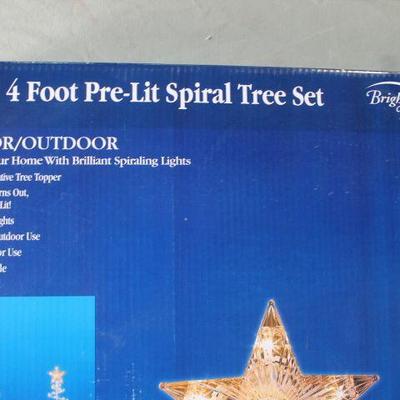 4 Foot Pre-Lit Spiral Tree Set
Brigh
OR/OUTDOOR
ur Home With Brilliant Spiraling Lights
tive Tree Topper
rns Out,
Lit!
ghts
utdoor Use
or Use
le